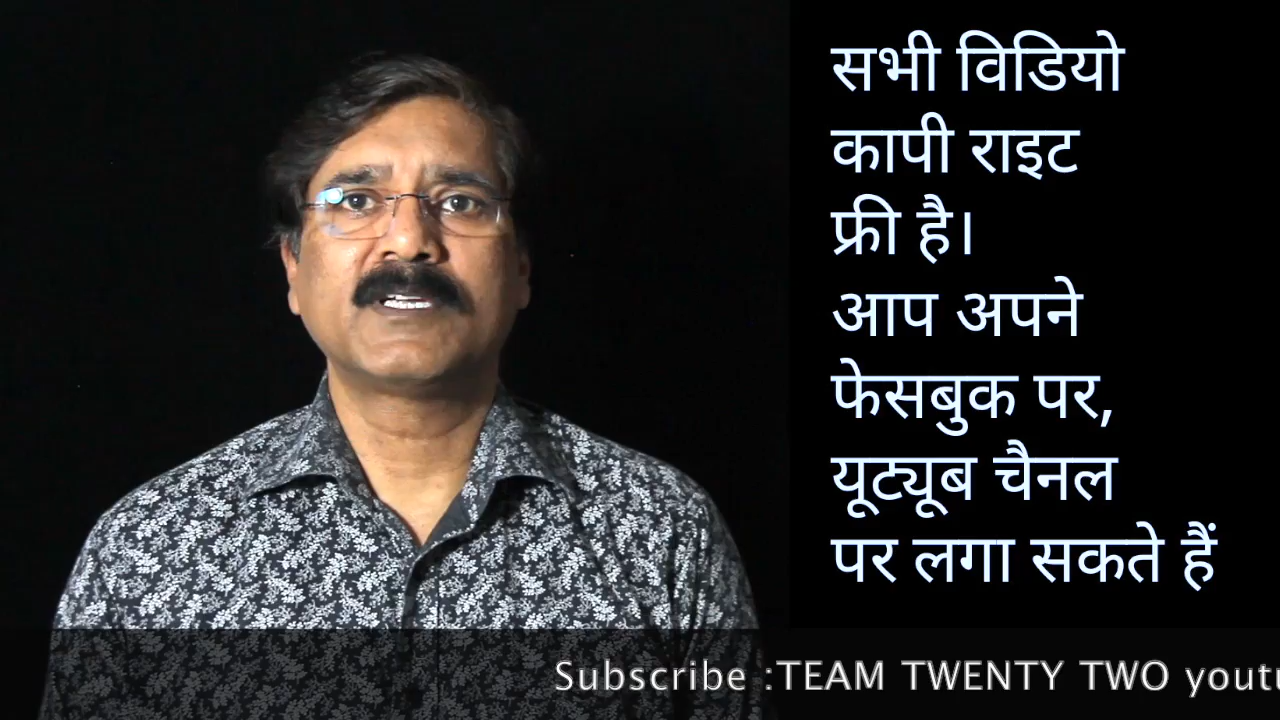 सभी विडियो
कापी राइट
फ्री है।
आप अपने
फेसबुक पर,
यूट्यूब चैनल
पर लगा सकते हैं
Subscribe :TEAM TWENTY TWO